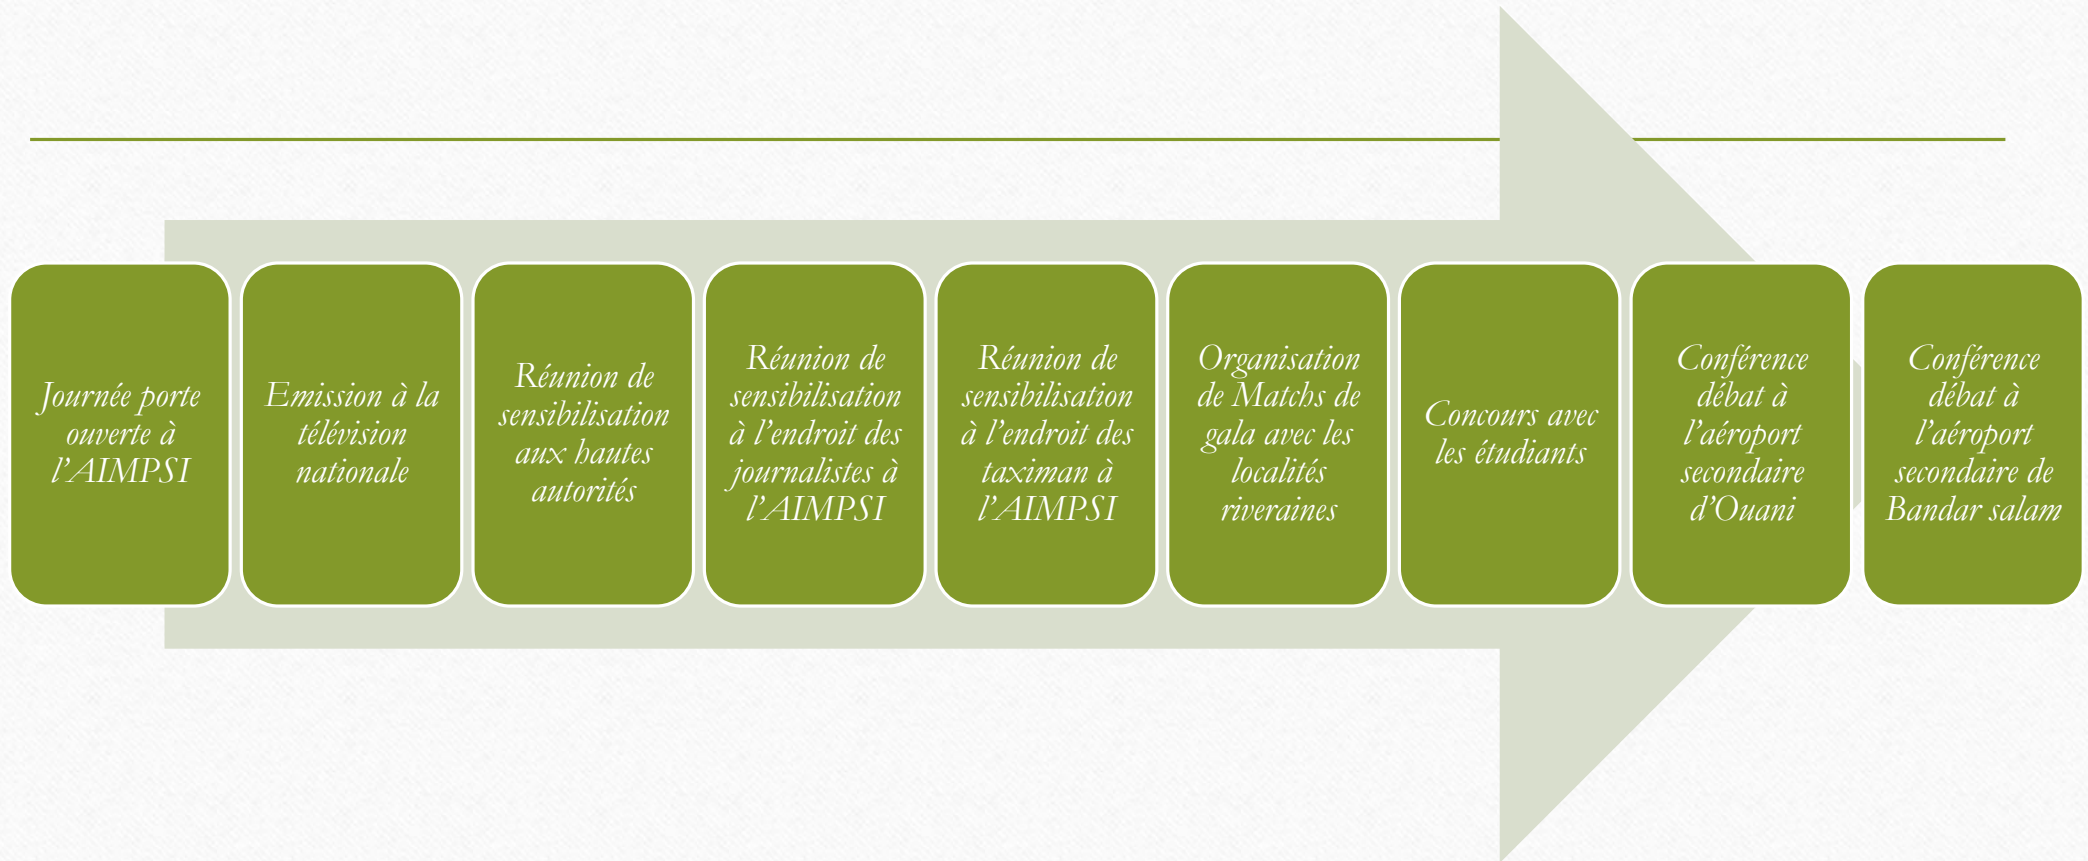 Journée porte
ouverte à
l’AIMPSI
Emission à la
télévision
nationale
Réunion de
sensibilisation
aux hautes
autorités
Réunion de
sensibilisation
à l’endroit des
journalistes à
l’AIMPSI
Réunion de
sensibilisation
à l’endroit des
taximan à
l’AIMPSI
Organisation
de Matchs de
gala avec les
localités
riveraines
Concours avec
les étudiants
Conférence
débat à
l’aéroport
secondaire
d’Ouani
Conférence
débat à
l’aéroport
secondaire de
Bandar salam